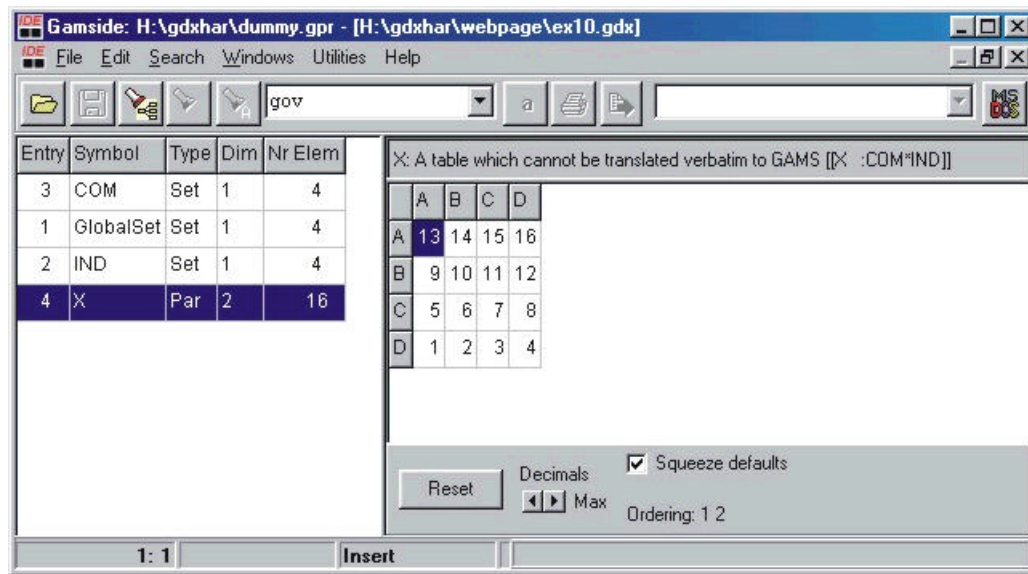 IDE Gamside: H:\gdxhar\dummy.gpr - [H:\gdxhar\webpage\ex10.gdx]
IDE File Edit Search Windows Utilities Help
gov a MS DOS
Entry Symbol Type Dim Nr Elem
3 COM Set 1 4
1 GlobalSet Set 1 4
2 IND Set 1 4
4 X Par 2 16
X: A table which cannot be translated verbatim to GAMS [[X :COM*IND]]
A B C D
A 13 14 15 16
B 9 10 11 12
C 5 6 7 8
D 1 2 3 4
Reset
Decimals
Max
Squeeze defaults
Ordering: 1 2
1: 1 Insert